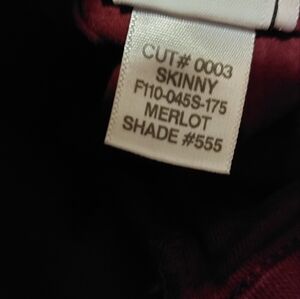 CUT# 0003
SKINNY
F110-045S-175
MERLOT
SHADE #555